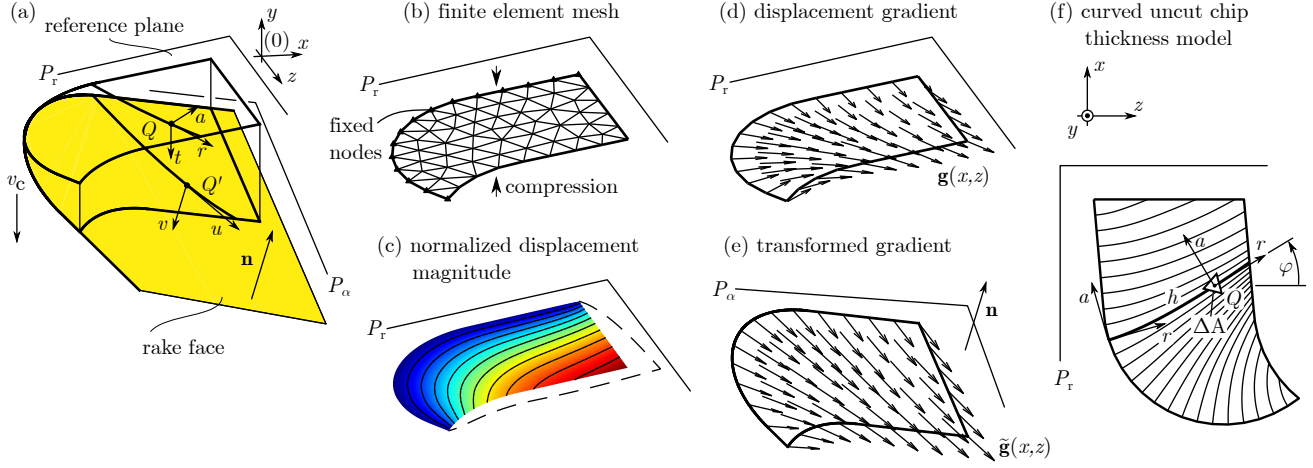 (a)
reference plane
P_r
y
(0)
x
z
Q
a
r
t
Q′
v
u
v_c
n
P_α
rake face
(b) finite element mesh
P_r
fixed
nodes
compression
(c) normalized displacement
magnitude
P_r
(d) displacement gradient
P_r
g(x,z)
(e) transformed gradient
P_α
n
g̃(x,z)
(f) curved uncut chip
thickness model
x
y
z
a
r
φ
a
h
Q
ΔA
r
P_r